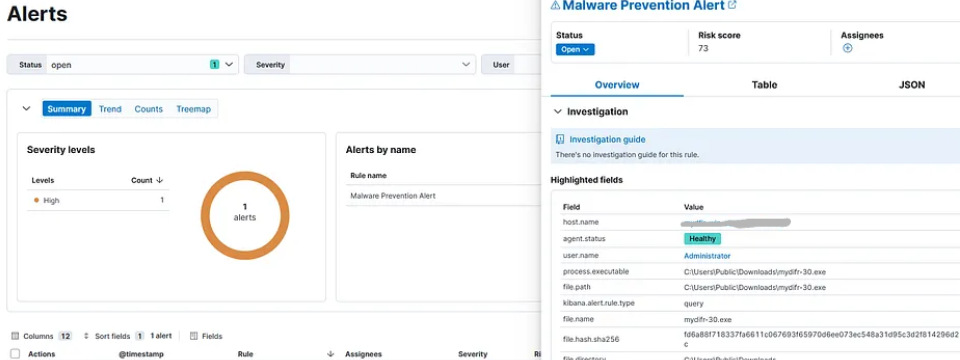 Alerts
Status open 1 Severity User
Summary Trend Counts Treemap
Severity levels
Levels Count
High 1
1
alerts
Alerts by name
Rule name
Malware Prevention Alert
Columns 12 Sort fields 1 1 alert Fields
Actions @timestamp Rule Assignees Severity Ri
Malware Prevention Alert
Status Risk score Assignees
Open 73
Overview Table JSON
Investigation
Investigation guide
There's no investigation guide for this rule.
Highlighted fields
Field Value
host.name
agent.status Healthy
user.name Administrator
process.executable C:\Users\Public\Downloads\mydifr-30.exe
file.path C:\Users\Public\Downloads\mydifr-30.exe
kibana.alert.rule.type query
file.name mydifr-30.exe
file.hash.sha256 fd6a86f718337fa6611c067693f65970d6ee073ec548a31d95c3d2f814296d2
c
file.directory C:\Users\Public\Downloads